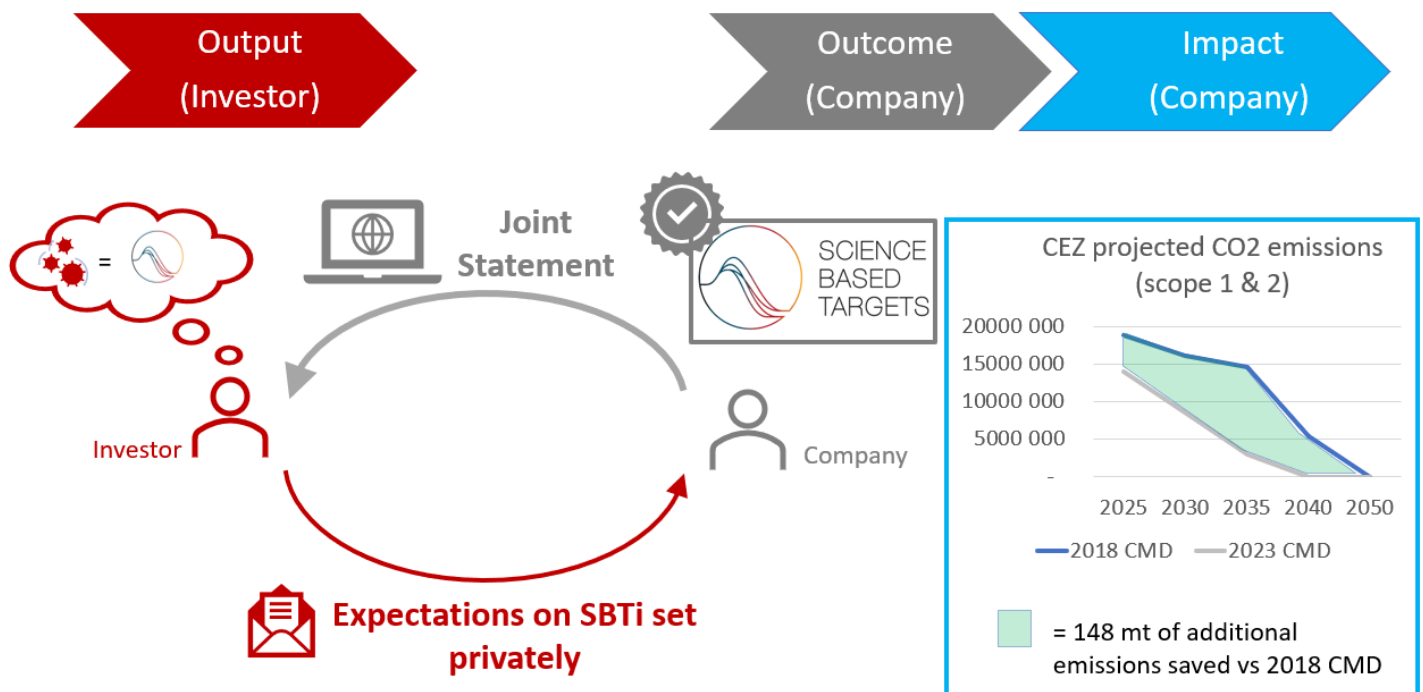 Output
(Investor)
Outcome
(Company)
Impact
(Company)
=
Joint
Statement
SCIENCE
BASED
TARGETS
Investor
Company
Expectations on SBTi set
privately
CEZ projected CO2 emissions
(scope 1 & 2)
20000 000
15000 000
10000 000
5000 000
-
2025 2030 2035 2040 2050
2018 CMD 2023 CMD
= 148 mt of additional
emissions saved vs 2018 CMD